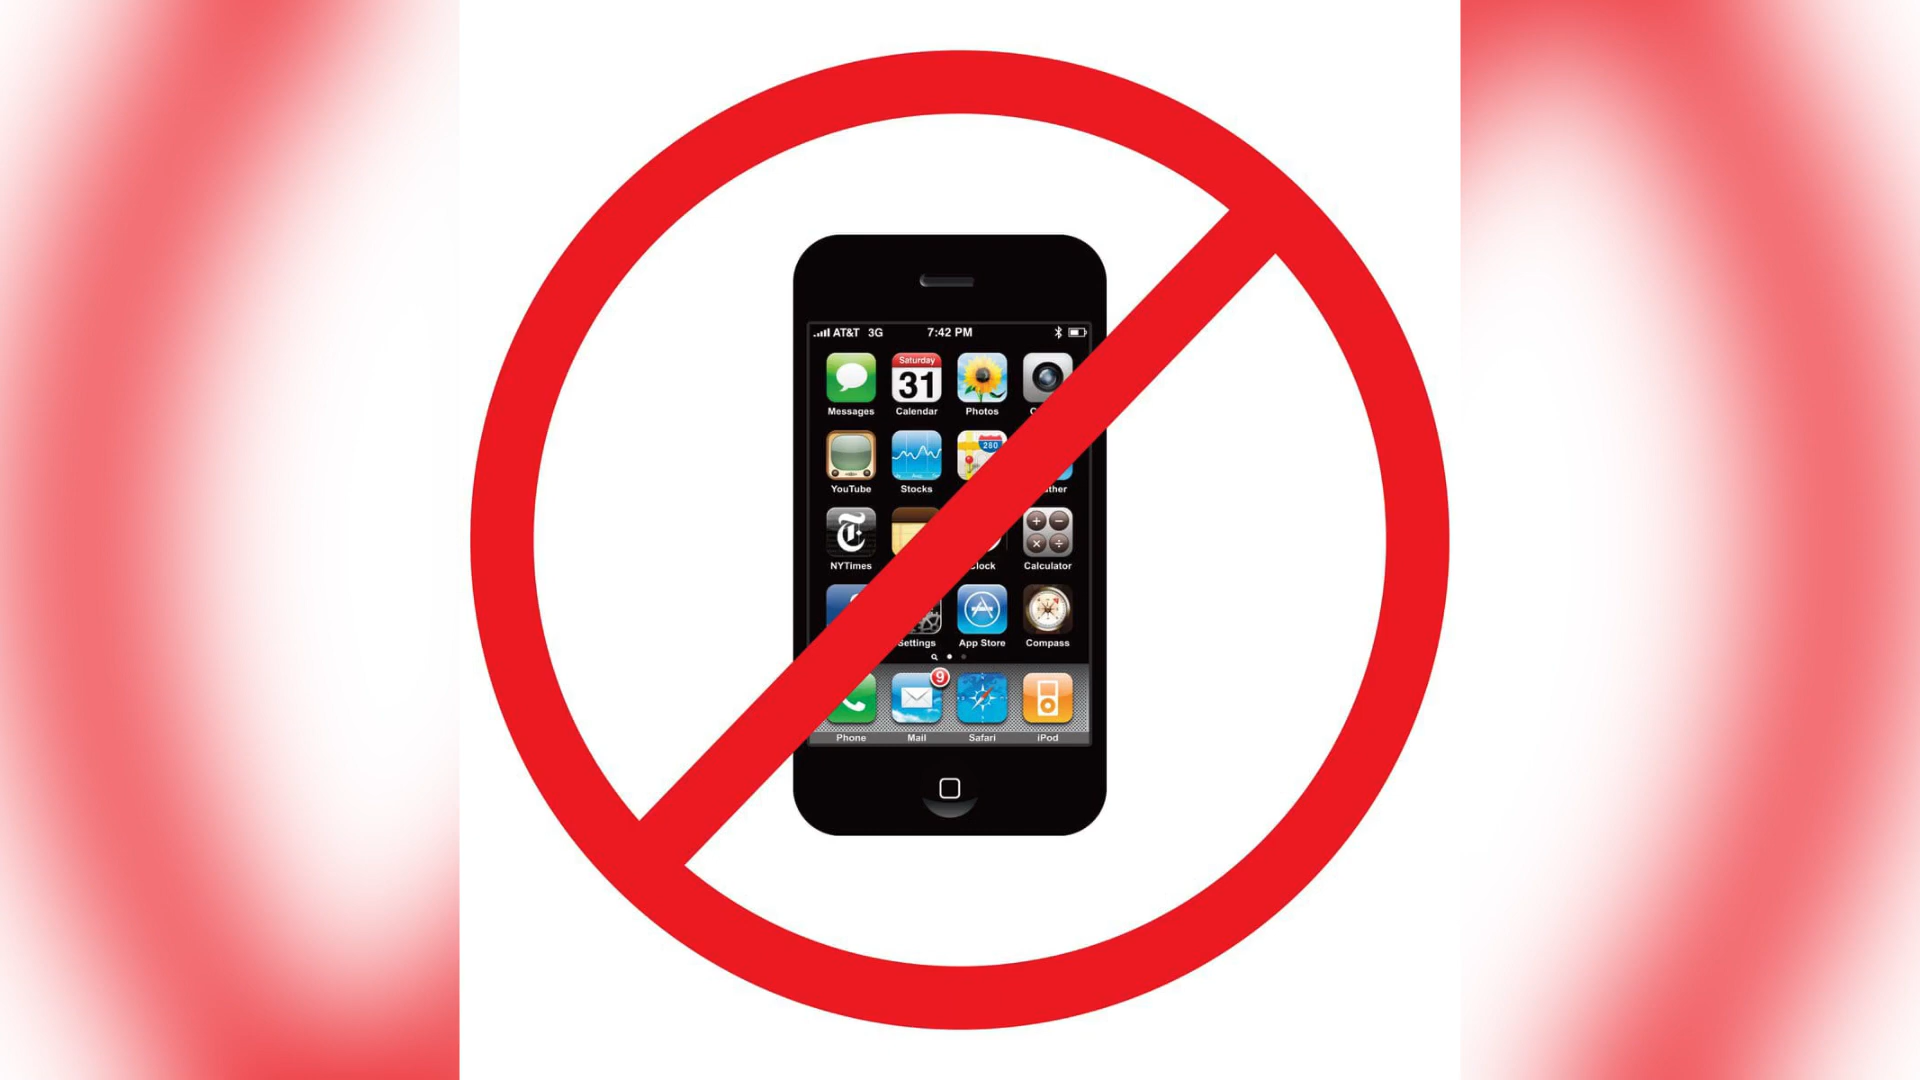 AT&T 3G 7:42 PM
Saturday
31
Messages Calendar Photos
280
YouTube Stocks
NYTimes Calculator
Settings App Store Compass
9
Phone Mail Safari iPod